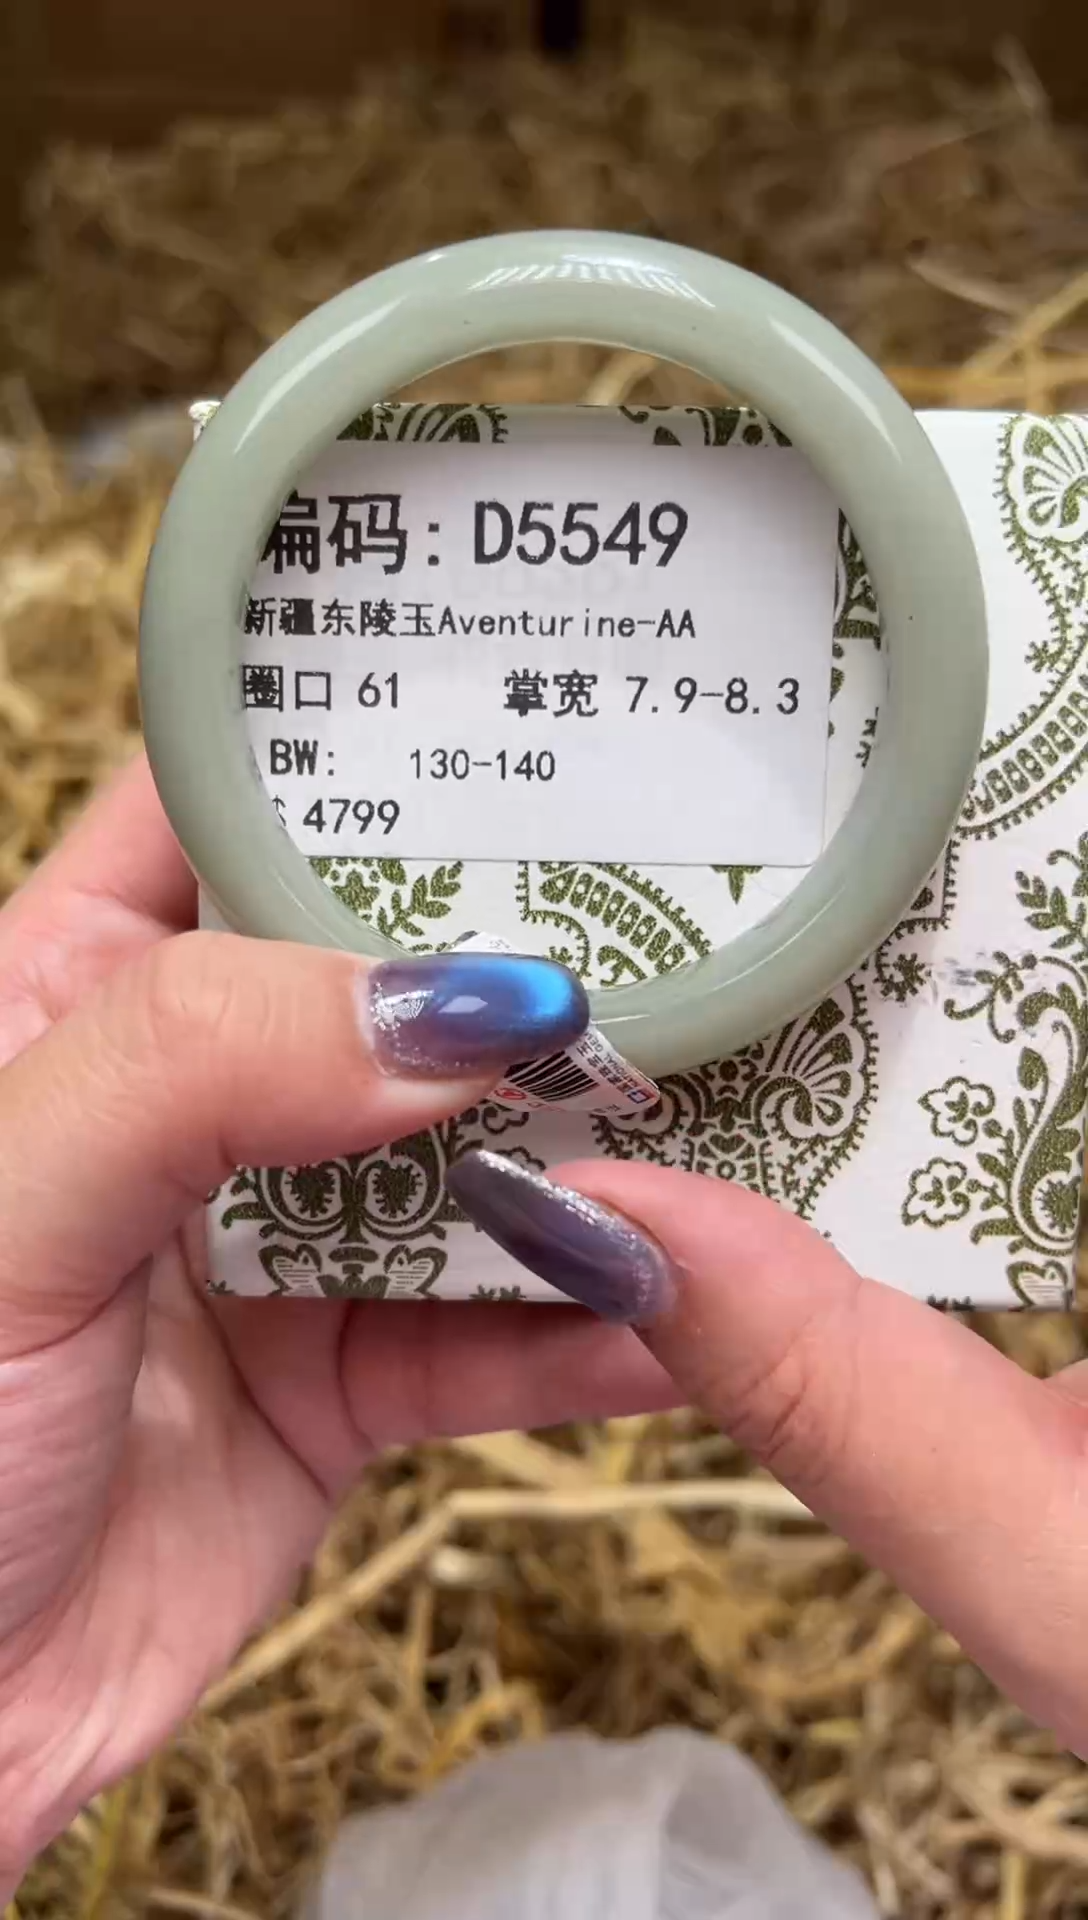 编码: D5549
新疆东陵玉Aventurine-AA
圈口 61 掌宽 7.9-8.3
BW: 130-140
$ 4799